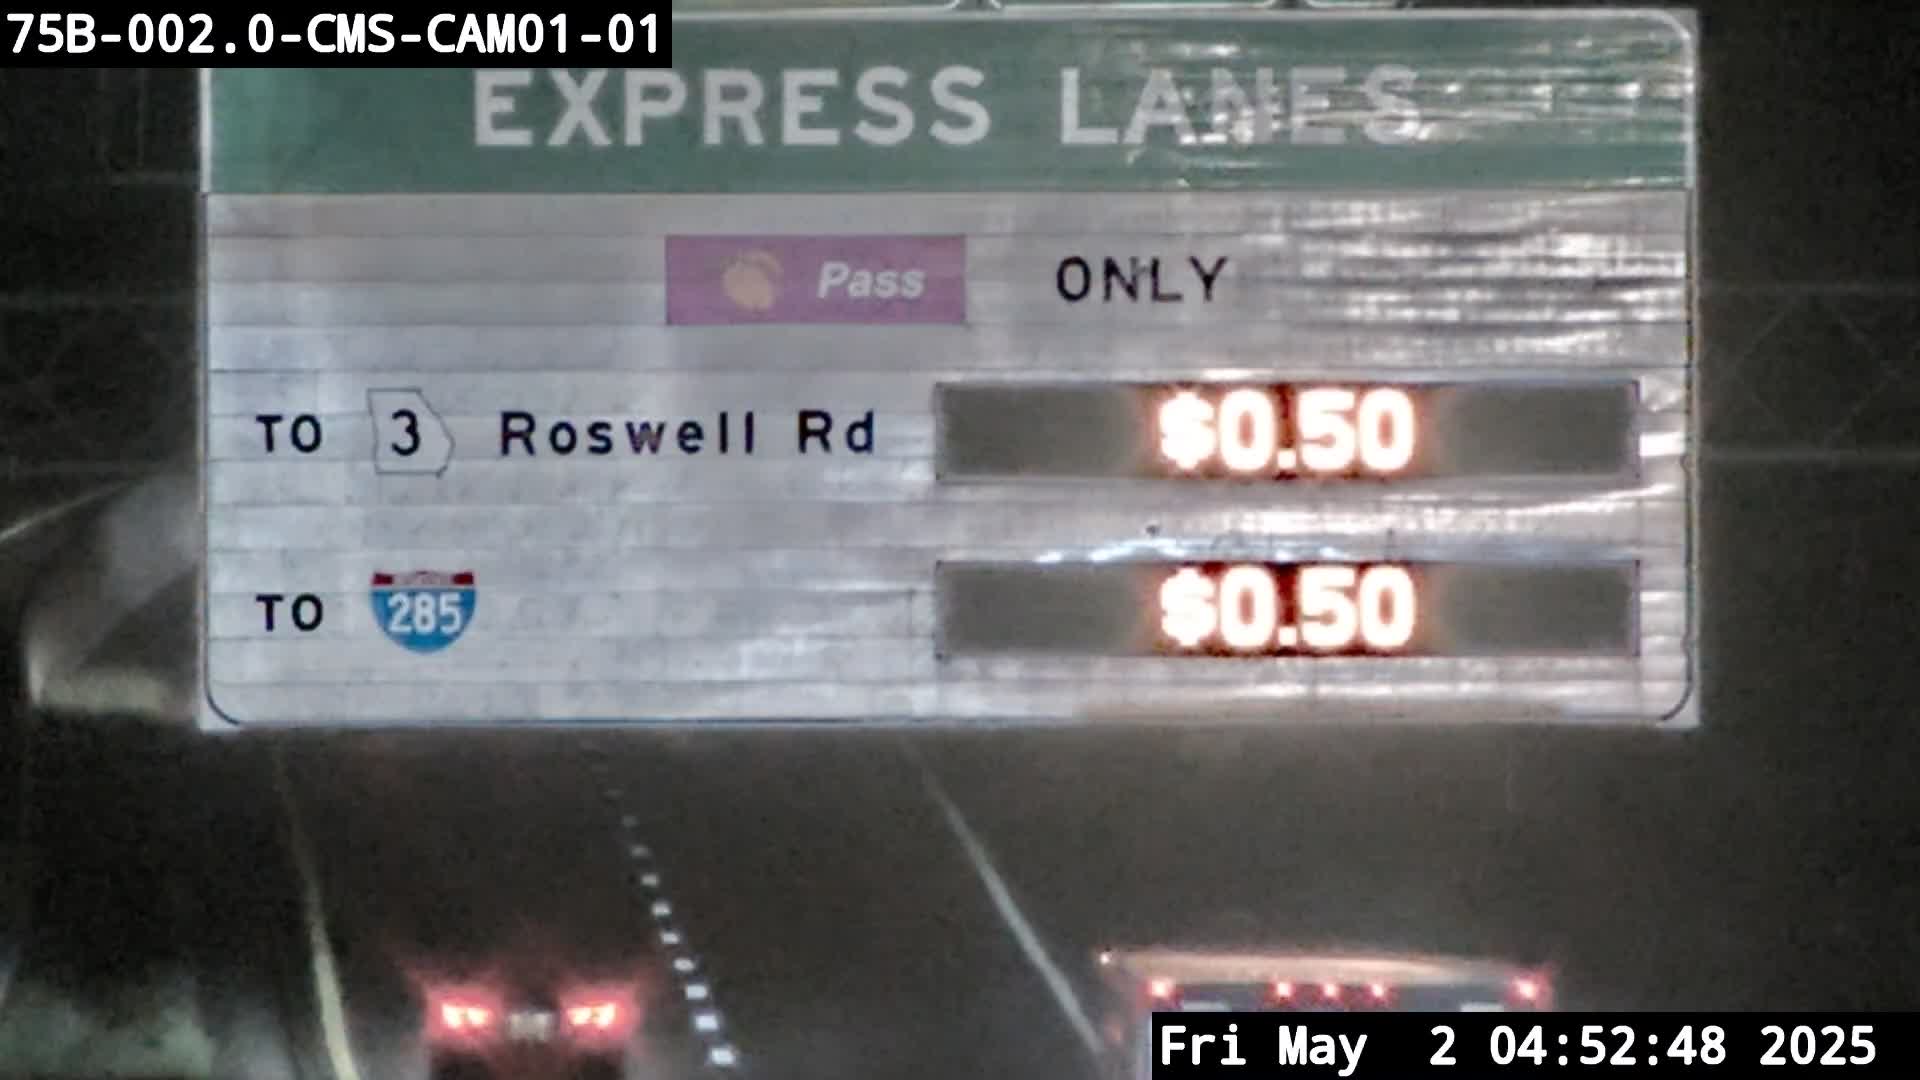 75B-002.0-CMS-CAM01-01
EXPRESS LANES
Pass ONLY
TO 3 Roswell Rd $0.50
TO 285 $0.50
Fri May 2 04:52:48 2025